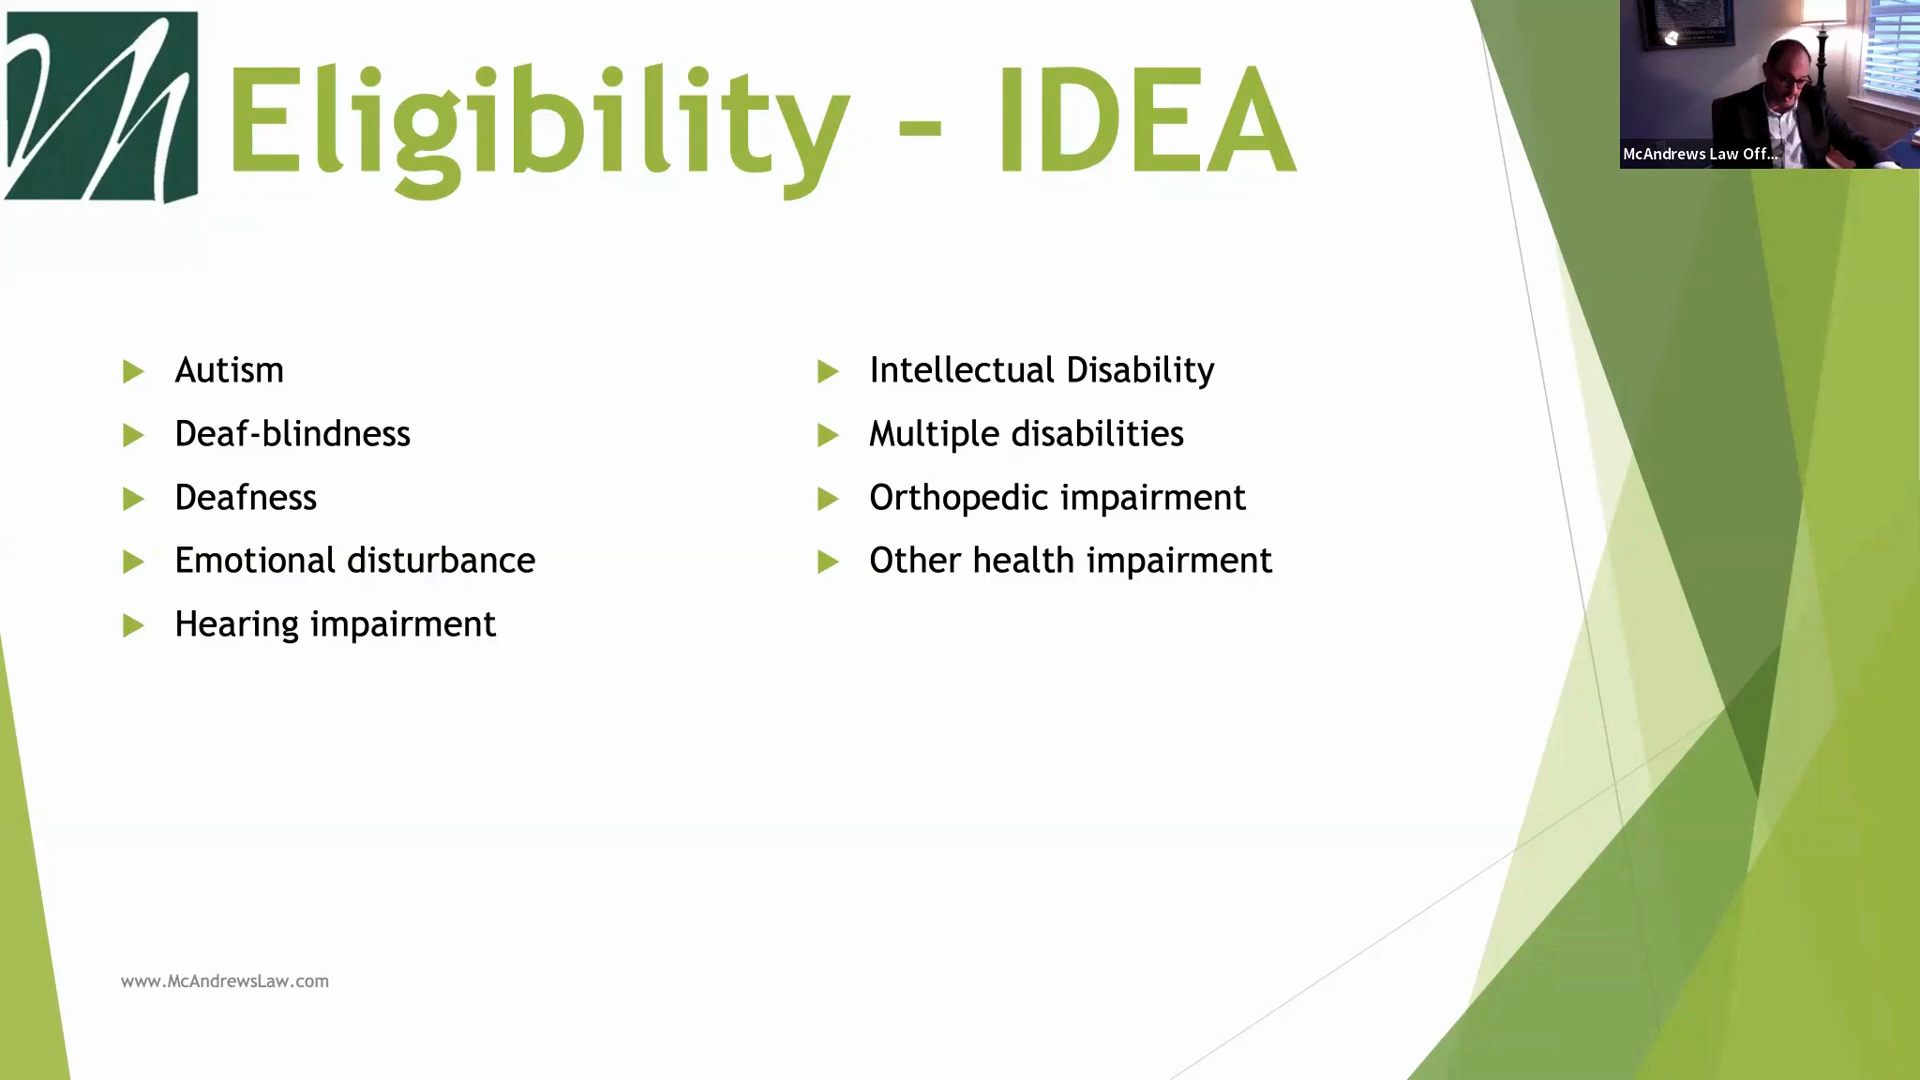 Eligibility - IDEA
Autism
Deaf-blindness
Deafness
Emotional disturbance
Hearing impairment
Intellectual Disability
Multiple disabilities
Orthopedic impairment
Other health impairment
www.McAndrewsLaw.com
McAndrews Law Off...